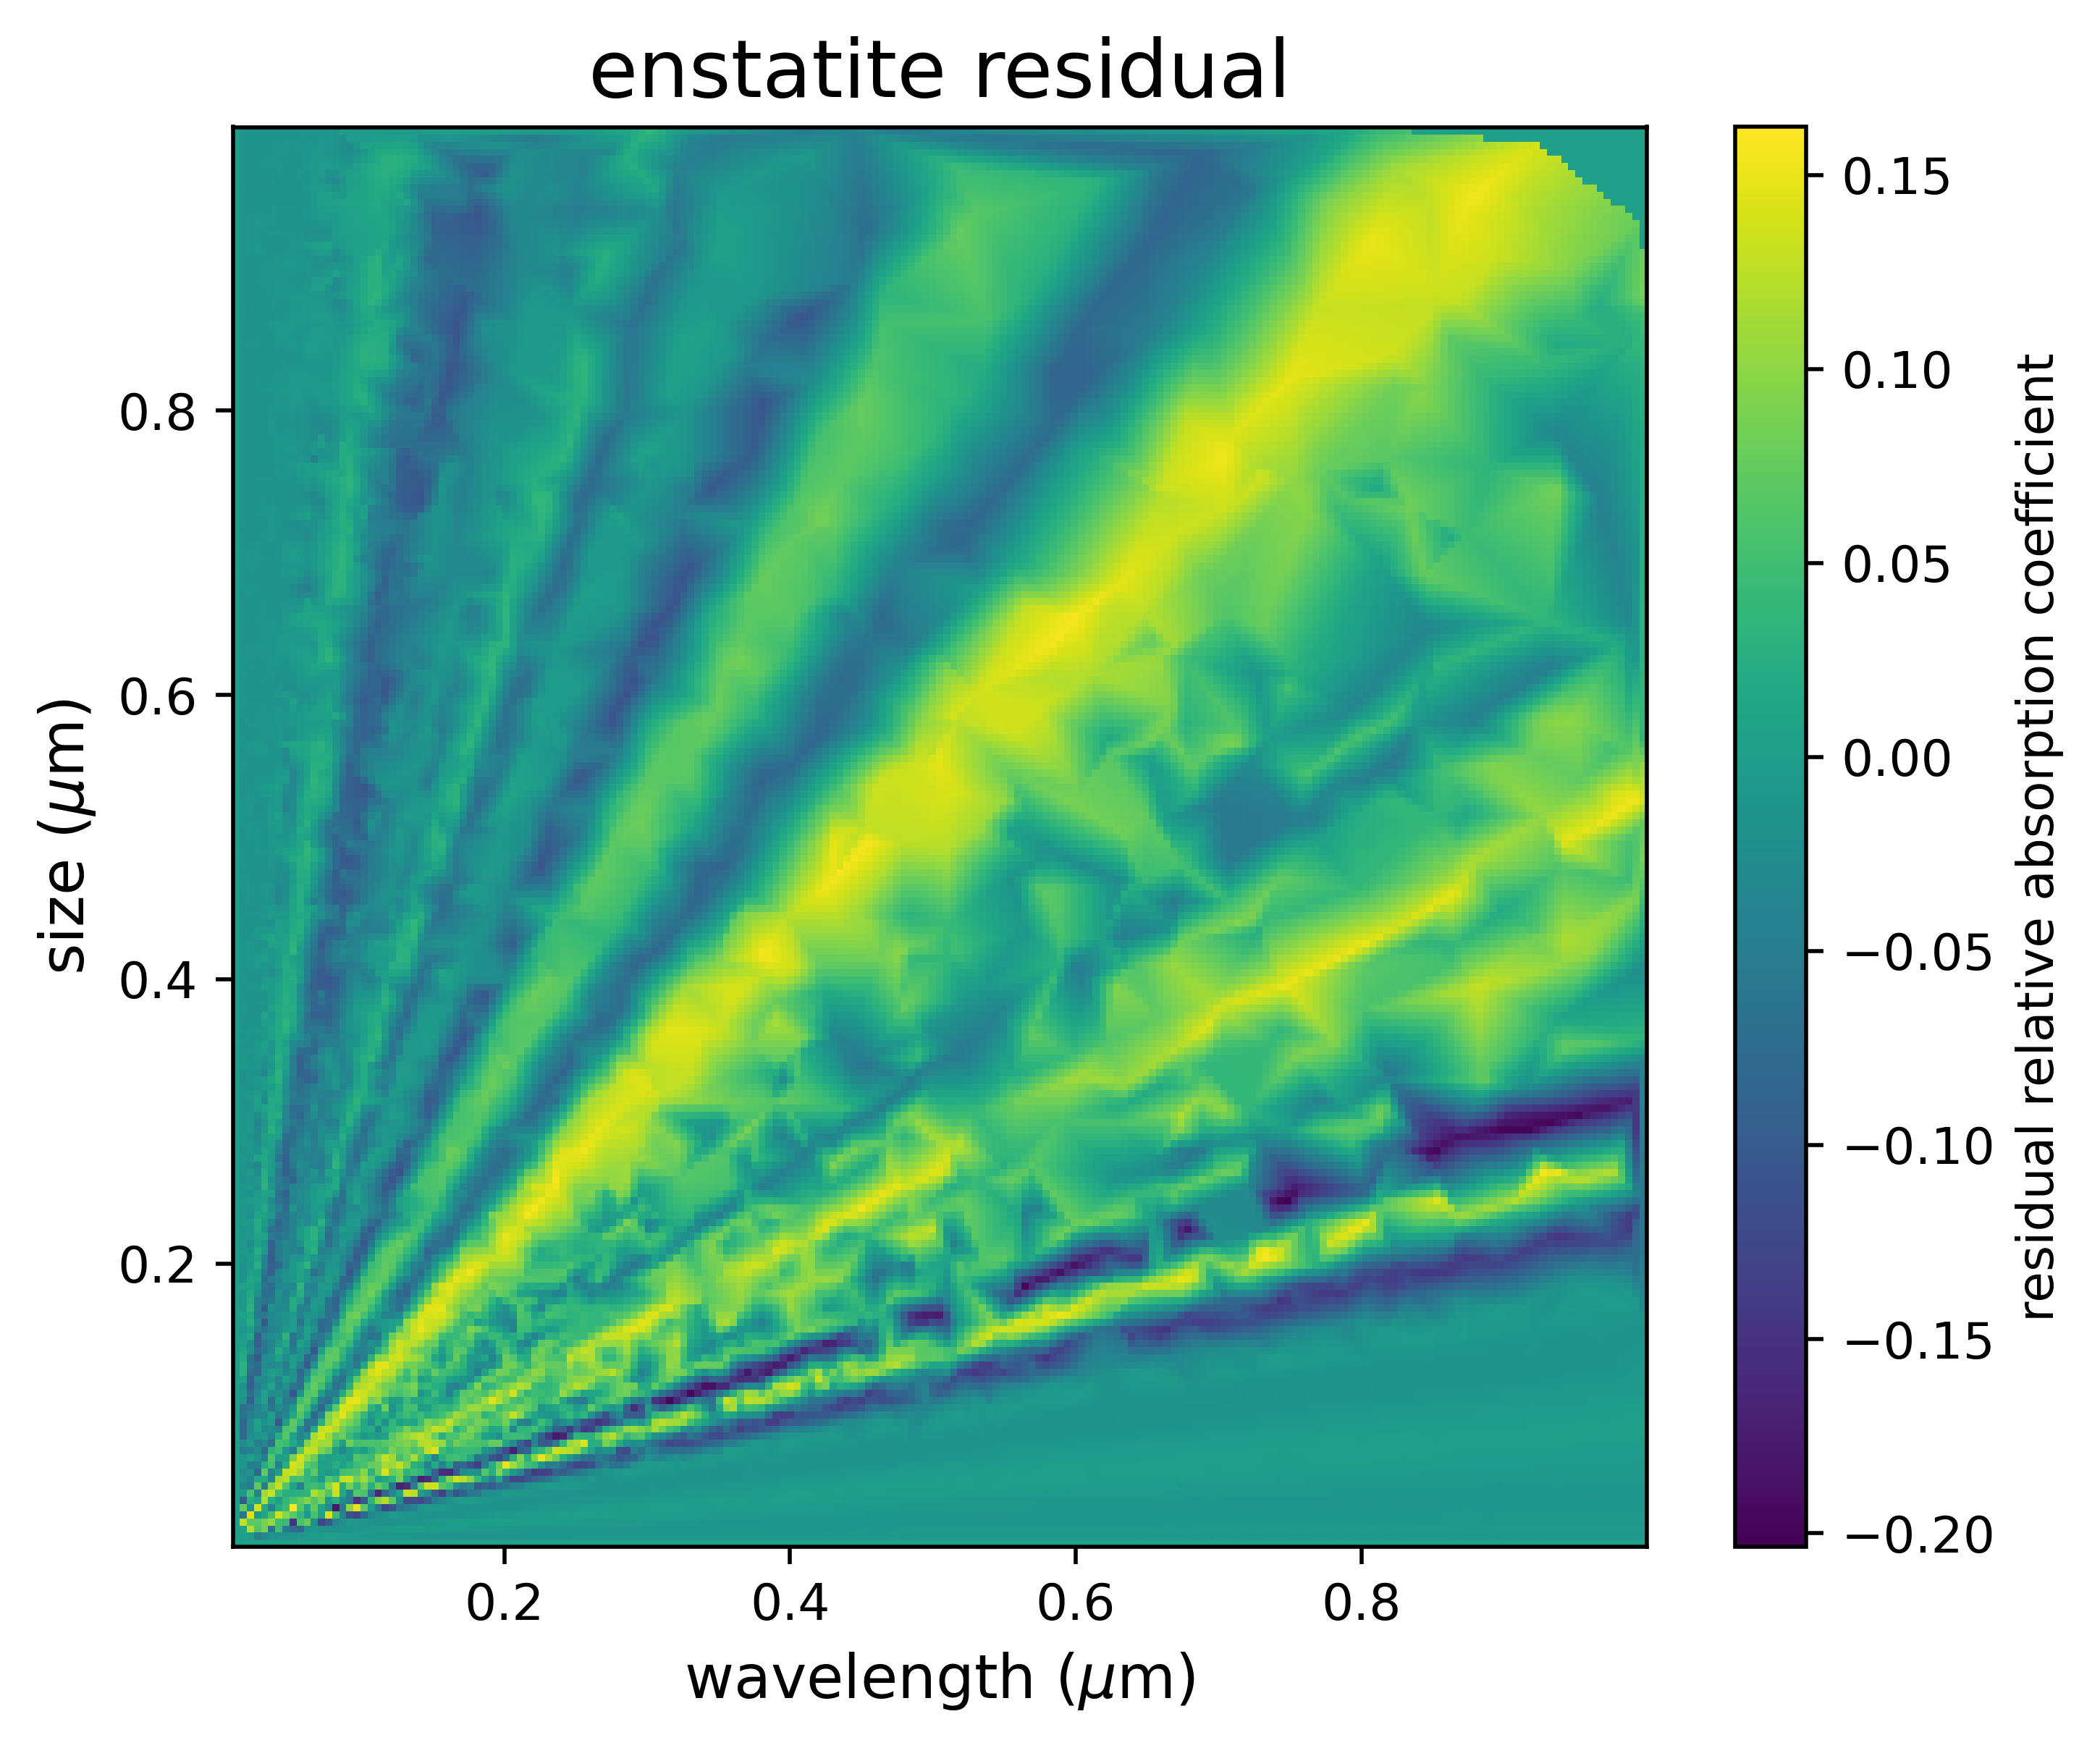 enstatite residual
size (μm)
0.8
0.6
0.4
0.2
0.2 0.4 0.6 0.8
wavelength (μm)
0.15
0.10
0.05
0.00
−0.05
−0.10
−0.15
−0.20
residual relative absorption coefficient